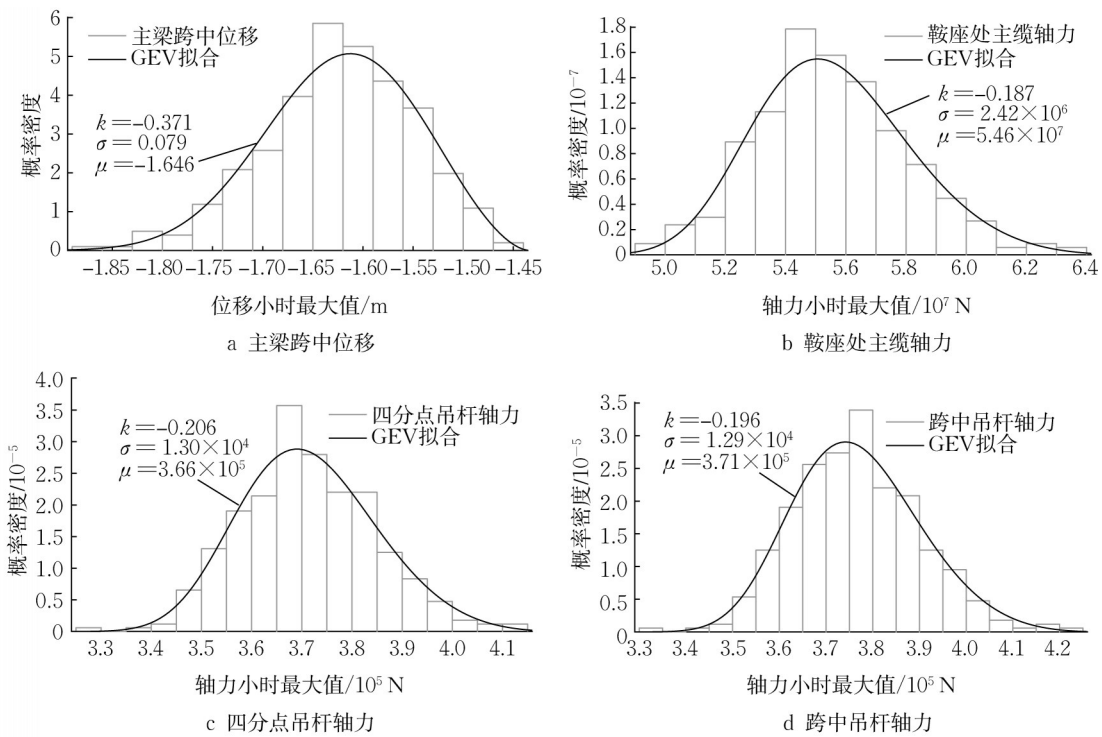 6
5
4
3
2
1
0
概率密度
主梁跨中位移
GEV拟合
k=-0.371
σ= 0.079
μ=-1.646
-1.85 -1.80 -1.75 -1.70 -1.65 -1.60 -1.55 -1.50 -1.45
位移小时最大值/m
a 主梁跨中位移
1.8
1.6
1.4
1.2
1.0
0.8
0.6
0.4
0.2
0
概率密度/10⁻⁷
鞍座处主缆轴力
GEV拟合
k=-0.187
σ = 2.42×10⁶
μ=5.46×10⁷
5.0 5.2 5.4 5.6 5.8 6.0 6.2 6.4
轴力小时最大值/10⁷ N
b 鞍座处主缆轴力
4.0
3.5
3.0
2.5
2.0
1.5
1.0
0.5
0
概率密度/10⁻⁵
四分点吊杆轴力
GEV拟合
k=-0.206
σ=1.30×10⁴
μ=3.66×10⁵
3.3 3.4 3.5 3.6 3.7 3.8 3.9 4.0 4.1
轴力小时最大值/10⁵ N
c 四分点吊杆轴力
3.5
3.0
2.5
2.0
1.5
1.0
0.5
0
概率密度/10⁻⁵
跨中吊杆轴力
GEV拟合
k=-0.196
σ=1.29×10⁴
μ=3.71×10⁵
3.3 3.4 3.5 3.6 3.7 3.8 3.9 4.0 4.1 4.2
轴力小时最大值/10⁵ N
d 跨中吊杆轴力